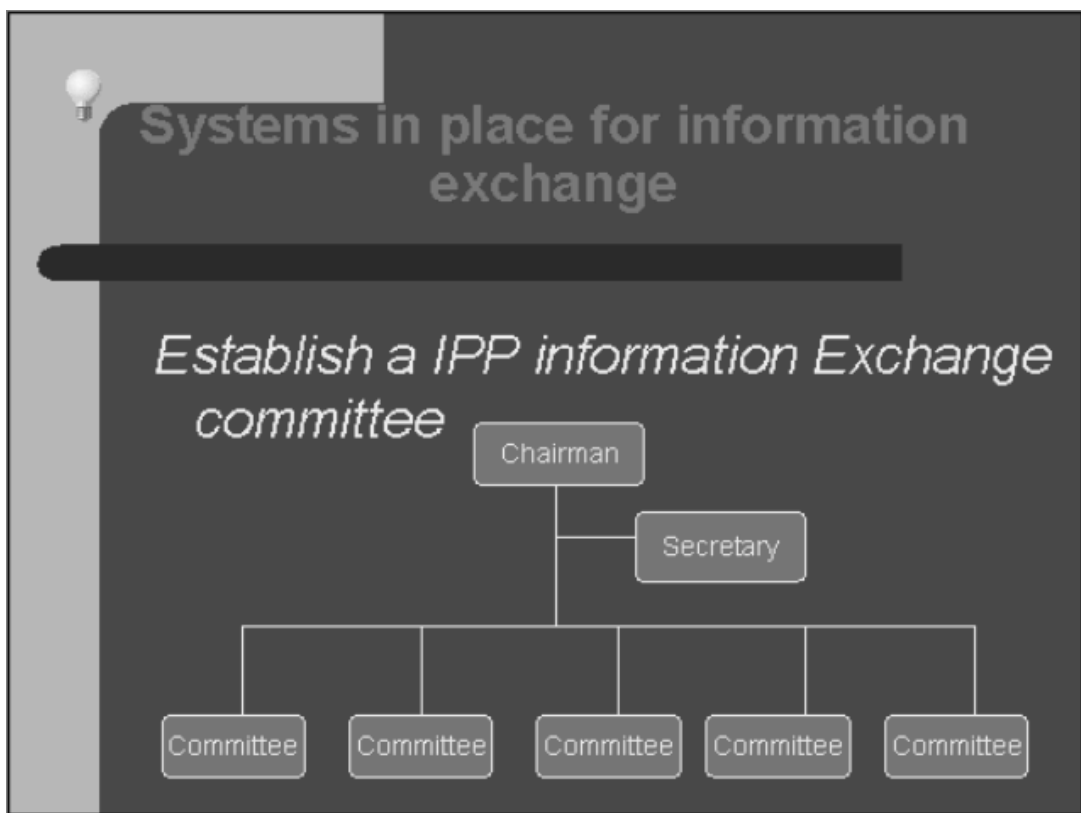 Systems in place for information
exchange
Establish a IPP information Exchange
committee
Chairman
Secretary
Committee Committee Committee Committee Committee